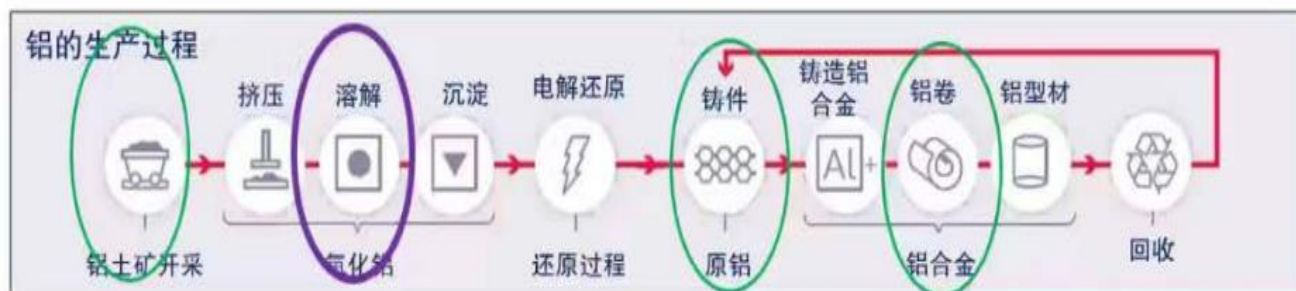 铝的生产过程
挤压
溶解
沉淀
电解还原
铸件
铸造铝
合金
铝卷
铝型材
Al+
铝土矿开采
氧化铝
还原过程
原铝
铝合金
回收